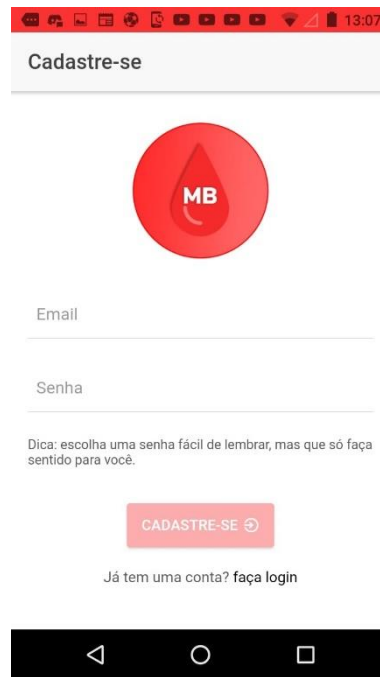 13:07
Cadastre-se
MB
Email
Senha
Dica: escolha uma senha fácil de lembrar, mas que só faça
sentido para você.
CADASTRE-SE
Já tem uma conta? faça login